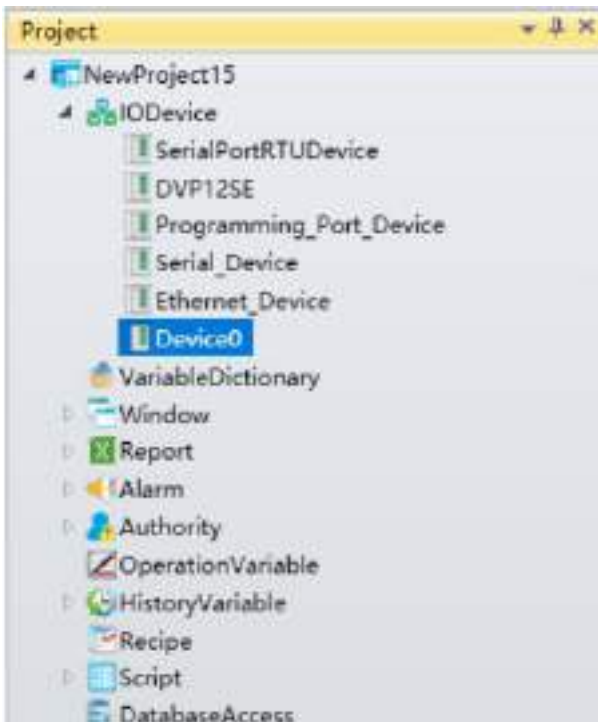 Project
NewProject15
IODevice
SerialPortRTUDevice
DVP12SE
Programming_Port_Device
Serial_Device
Ethernet_Device
Device0
VariableDictionary
Window
Report
Alarm
Authority
OperationVariable
HistoryVariable
Recipe
Script
DatabaseAccess